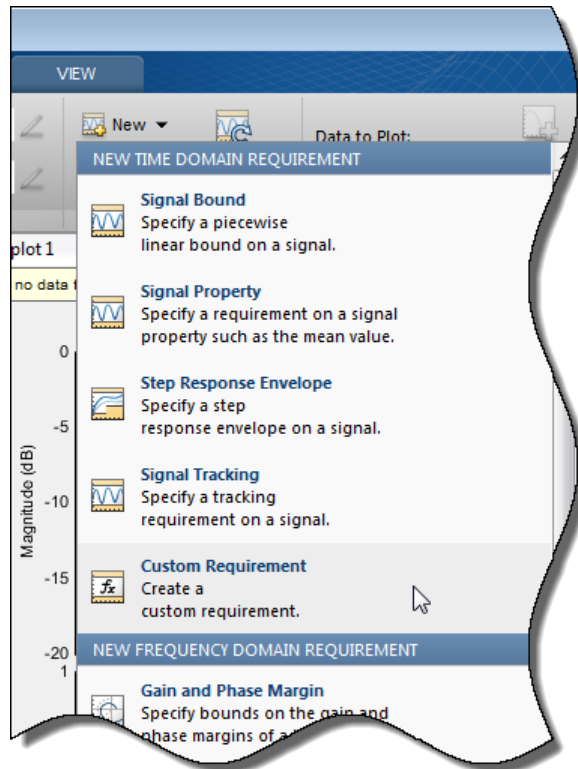 VIEW
New
Data to Plot:
NEW TIME DOMAIN REQUIREMENT
Signal Bound
Specify a piecewise
linear bound on a signal.
plot 1
no data
Signal Property
Specify a requirement on a signal
property such as the mean value.
0
Step Response Envelope
Specify a step
response envelope on a signal.
-5
Magnitude (dB)
Signal Tracking
Specify a tracking
requirement on a signal.
-10
Custom Requirement
Create a
custom requirement.
-15
fx
-20
1
NEW FREQUENCY DOMAIN REQUIREMENT
Gain and Phase Margin
Specify bounds on the gain and
phase margins of a